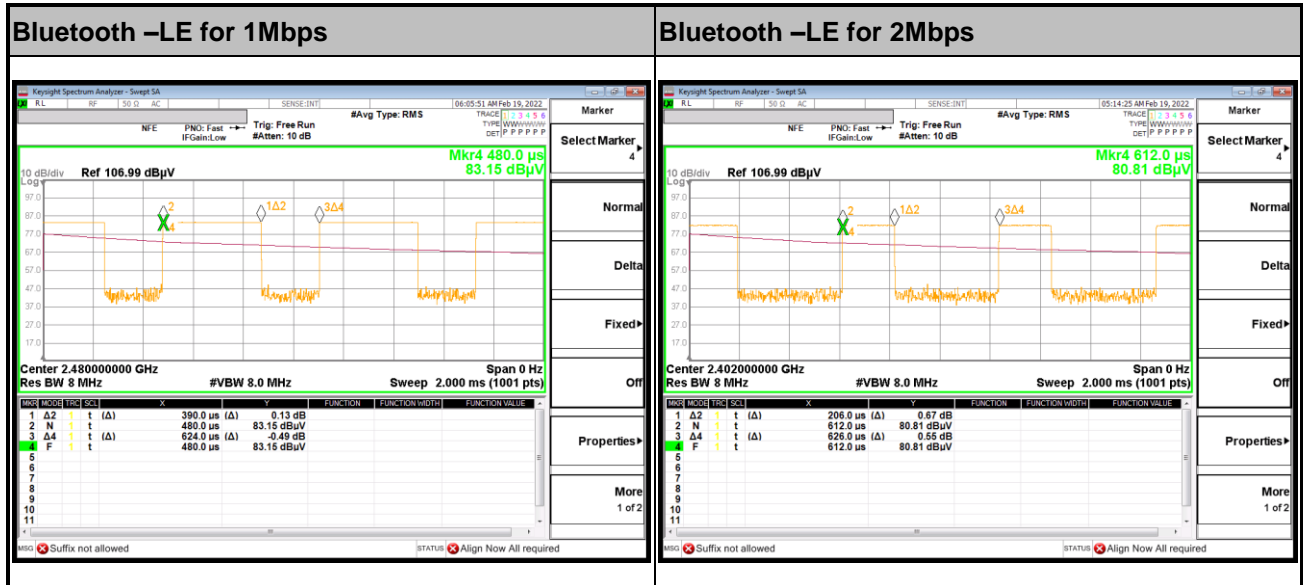 Bluetooth –LE for 1Mbps
Keysight Spectrum Analyzer - Swept SA
RL RF 50 Ω AC SENSE:INT 06:05:51 AM Feb 19, 2022
#Avg Type: RMS
TRACE 1 2 3 4 5 6
NFE PNO: Fast Trig: Free Run
IFGain:Low #Atten: 10 dB
DET P P P P P P
Mkr4 480.0 µs
83.15 dBµV
10 dB/div Ref 106.99 dBµV
Log
97.0
87.0
77.0
67.0
57.0
47.0
37.0
27.0
17.0
2
4
1Δ2
3Δ4
Center 2.480000000 GHz Span 0 Hz
Res BW 8 MHz #VBW 8.0 MHz Sweep 2.000 ms (1001 pts)
MKR MODE TRC SCL X Y FUNCTION FUNCTION WIDTH FUNCTION VALUE
1 Δ2 1 t (Δ) 390.0 µs (Δ) 0.13 dB
2 N 1 t 480.0 µs 83.15 dBµV
3 Δ4 1 t (Δ) 624.0 µs (Δ) -0.49 dB
4 F 1 t 480.0 µs 83.15 dBµV
5
6
7
8
9
10
11
MSG Suffix not allowed STATUS Align Now All required
Marker
Select Marker
4
Normal
Delta
Fixed
Off
Properties
More
1 of 2
Bluetooth –LE for 2Mbps
Keysight Spectrum Analyzer - Swept SA
RL RF 50 Ω AC SENSE:INT 05:14:25 AM Feb 19, 2022
#Avg Type: RMS
TRACE 1 2 3 4 5 6
NFE PNO: Fast Trig: Free Run
IFGain:Low #Atten: 10 dB
DET P P P P P P
Mkr4 612.0 µs
80.81 dBµV
10 dB/div Ref 106.99 dBµV
Log
97.0
87.0
77.0
67.0
57.0
47.0
37.0
27.0
17.0
2
4
1Δ2
3Δ4
Center 2.402000000 GHz Span 0 Hz
Res BW 8 MHz #VBW 8.0 MHz Sweep 2.000 ms (1001 pts)
MKR MODE TRC SCL X Y FUNCTION FUNCTION WIDTH FUNCTION VALUE
1 Δ2 1 t (Δ) 206.0 µs (Δ) 0.67 dB
2 N 1 t 612.0 µs 80.81 dBµV
3 Δ4 1 t (Δ) 626.0 µs (Δ) 0.55 dB
4 F 1 t 612.0 µs 80.81 dBµV
5
6
7
8
9
10
11
MSG Suffix not allowed STATUS Align Now All required
Marker
Select Marker
4
Normal
Delta
Fixed
Off
Properties
More
1 of 2